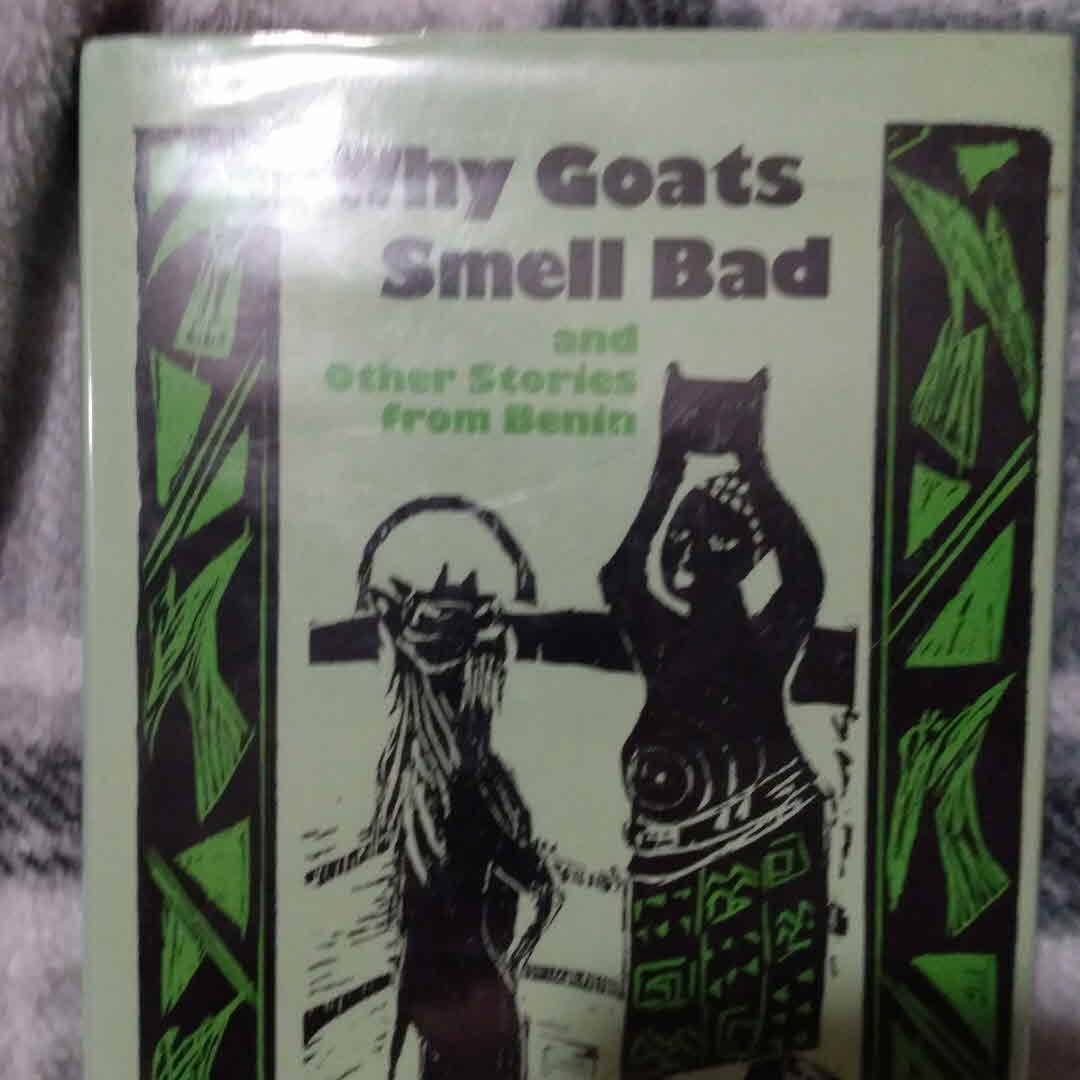 Why Goats
Smell Bad
and
Other Stories
from Benin